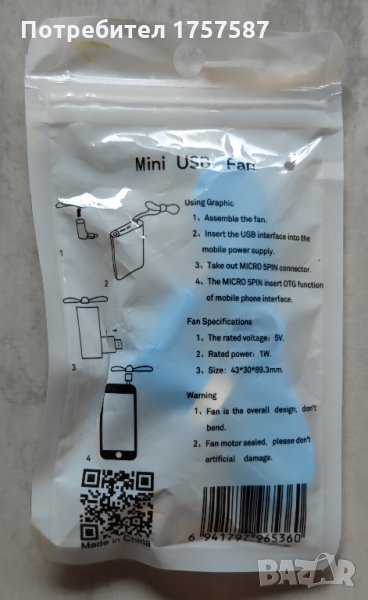 Потребител 1757587
Mini USB Fan
Using Graphic
1、Assemble the fan.
2、Insert the USB interface into the
mobile power supply.
3、Take out MICRO 5PIN connector.
4、The MICRO 5PIN insert OTG function
of mobile phone interface.
1
2
3
4
Fan Specifications
1、The rated voltage: 5V.
2、Rated power: 1W.
3、Size: 43*30*89.3mm.
Warning
1、Fan is the overall design, don't
bend.
2、Fan motor sealed, please don't
artificial damage.
Made in China
6 941797 965360
BAZAR